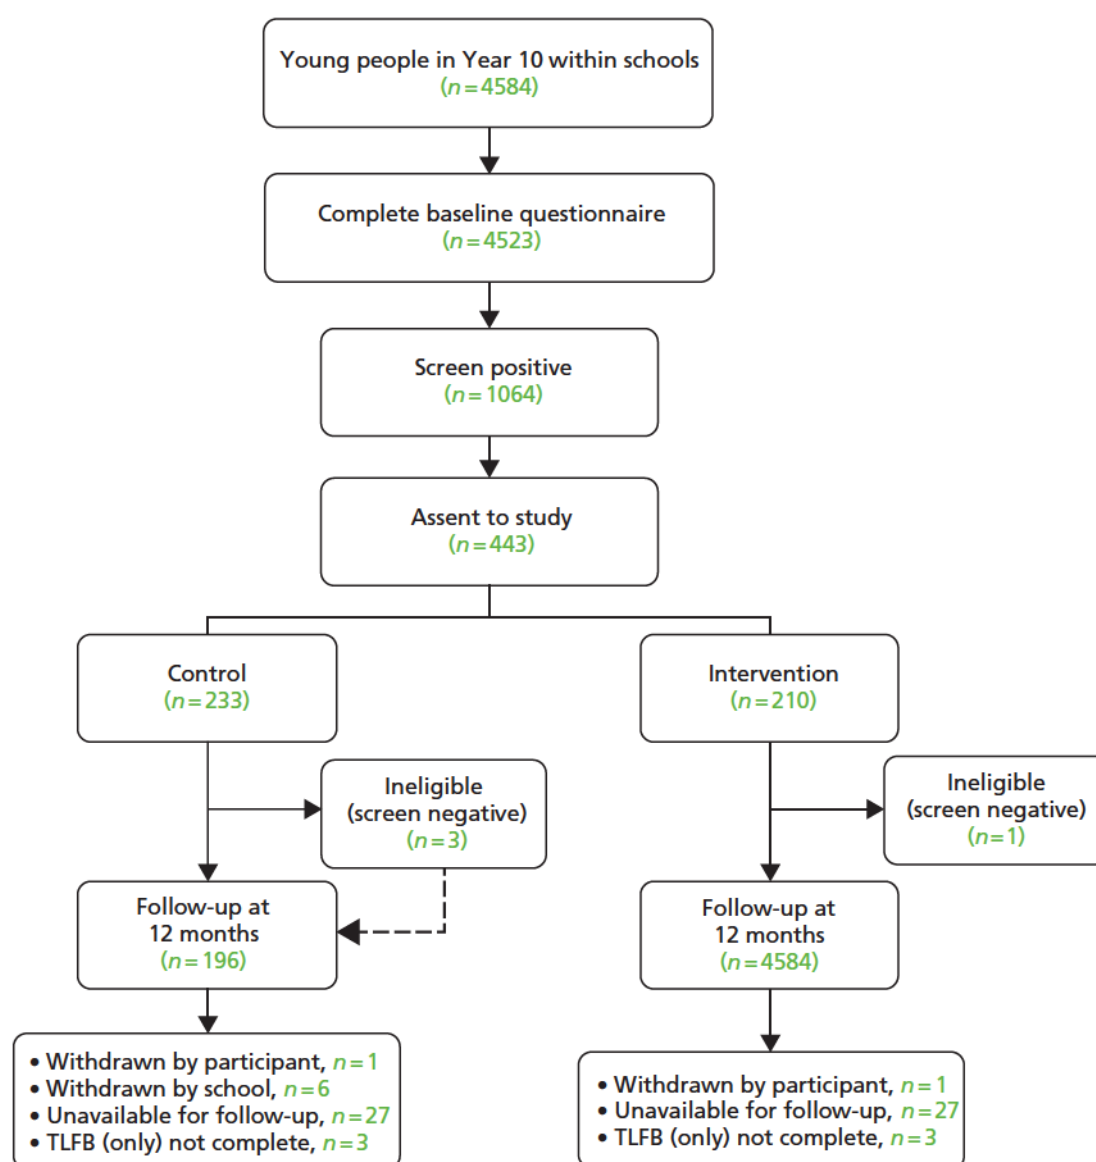 Young people in Year 10 within schools
(n=4584)
Complete baseline questionnaire
(n=4523)
Screen positive
(n=1064)
Assent to study
(n=443)
Control
(n=233)
Intervention
(n=210)
Ineligible
(screen negative)
(n=3)
Ineligible
(screen negative)
(n=1)
Follow-up at
12 months
(n=196)
Follow-up at
12 months
(n=4584)
• Withdrawn by participant, n=1
• Withdrawn by school, n=6
• Unavailable for follow-up, n=27
• TLFB (only) not complete, n=3
• Withdrawn by participant, n=1
• Unavailable for follow-up, n=27
• TLFB (only) not complete, n=3